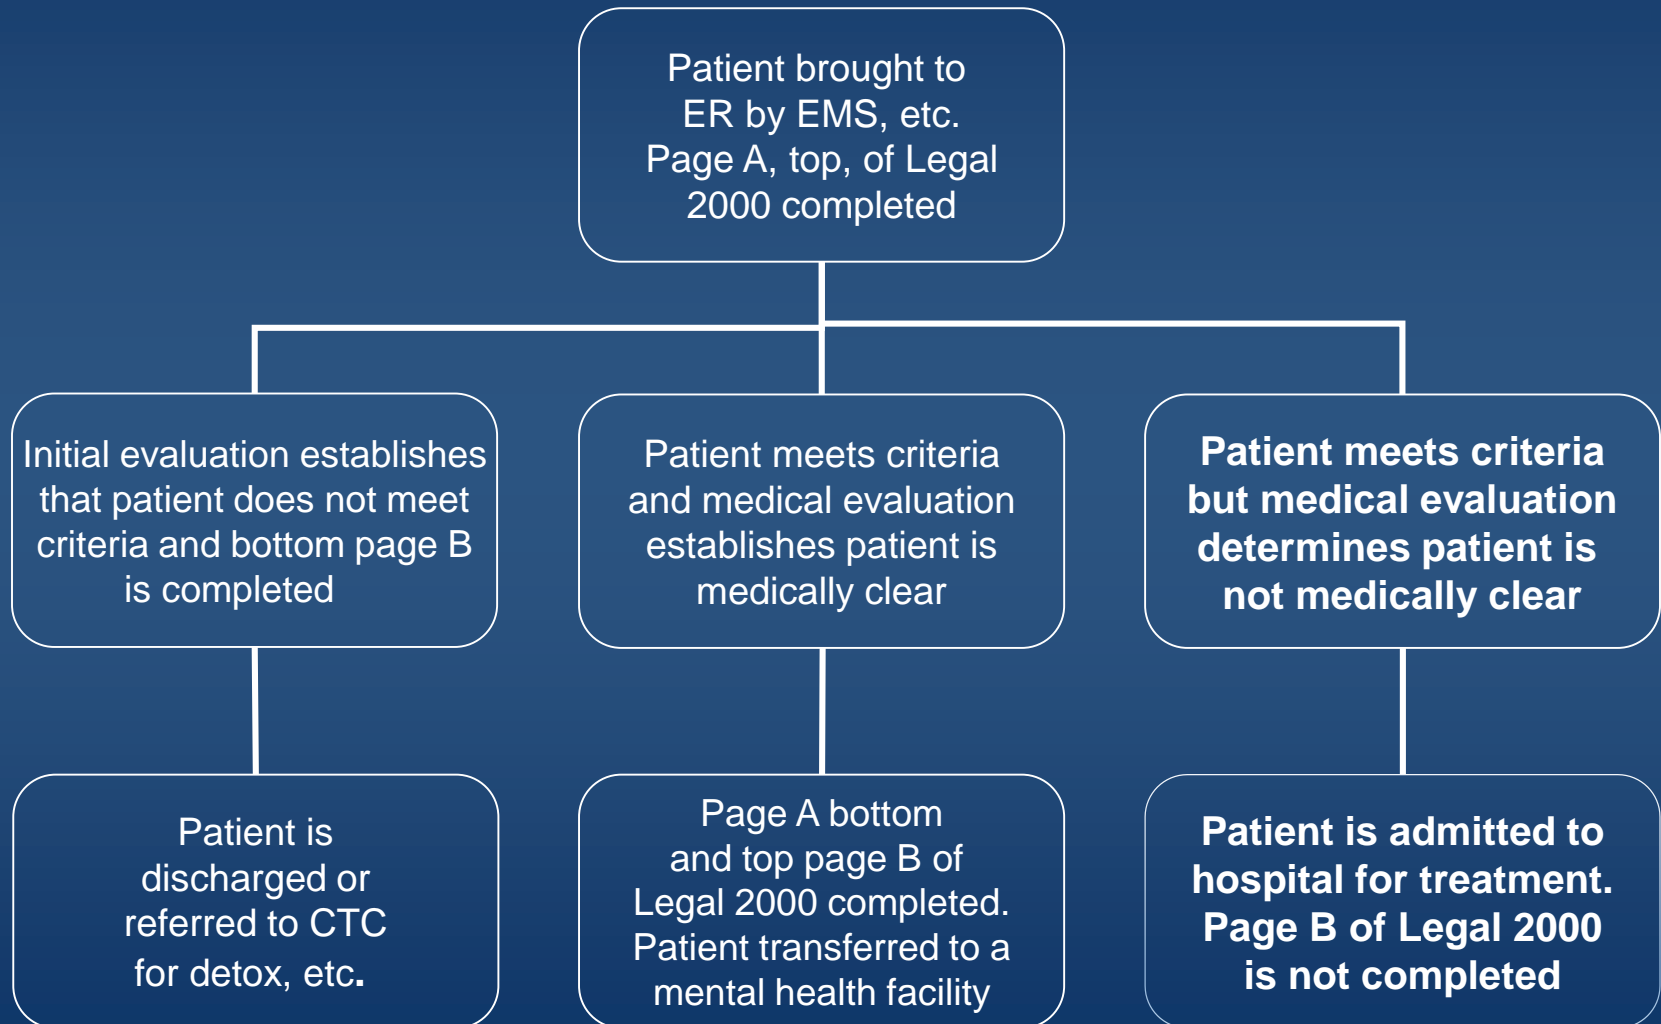 Patient brought to
ER by EMS, etc.
Page A, top, of Legal
2000 completed
Initial evaluation establishes
that patient does not meet
criteria and bottom page B
is completed
Patient meets criteria
and medical evaluation
establishes patient is
medically clear
Patient meets criteria
but medical evaluation
determines patient is
not medically clear
Patient is
discharged or
referred to CTC
for detox, etc.
Page A bottom
and top page B of
Legal 2000 completed.
Patient transferred to a
mental health facility
Patient is admitted to
hospital for treatment.
Page B of Legal 2000
is not completed